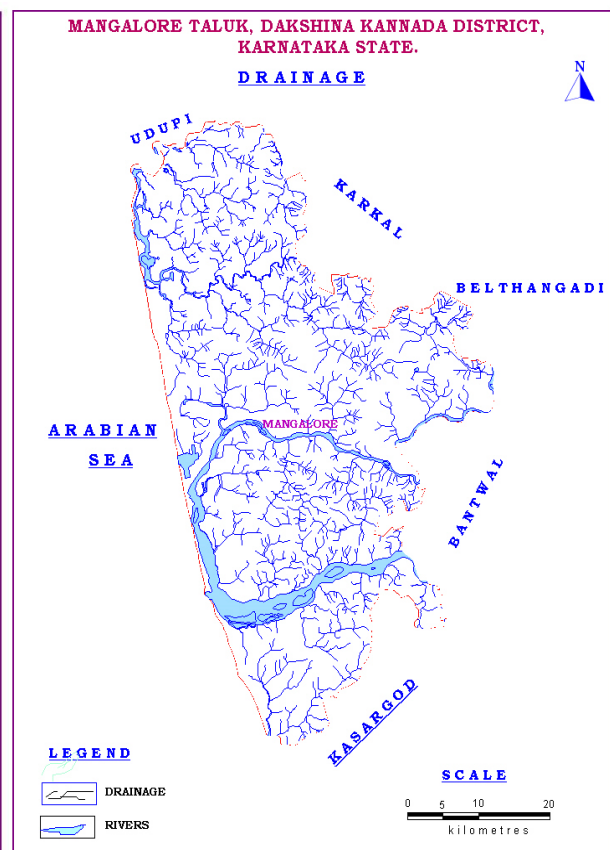 MANGALORE TALUK, DAKSHINA KANNADA DISTRICT,
KARNATAKA STATE.
DRAINAGE
N
UDUPI
KARKAL
BELTHANGADI
MANGALORE
ARABIAN
SEA
BANTWAL
KASARGOD
LEGEND
DRAINAGE
RIVERS
SCALE
0 5 10 20
kilometres